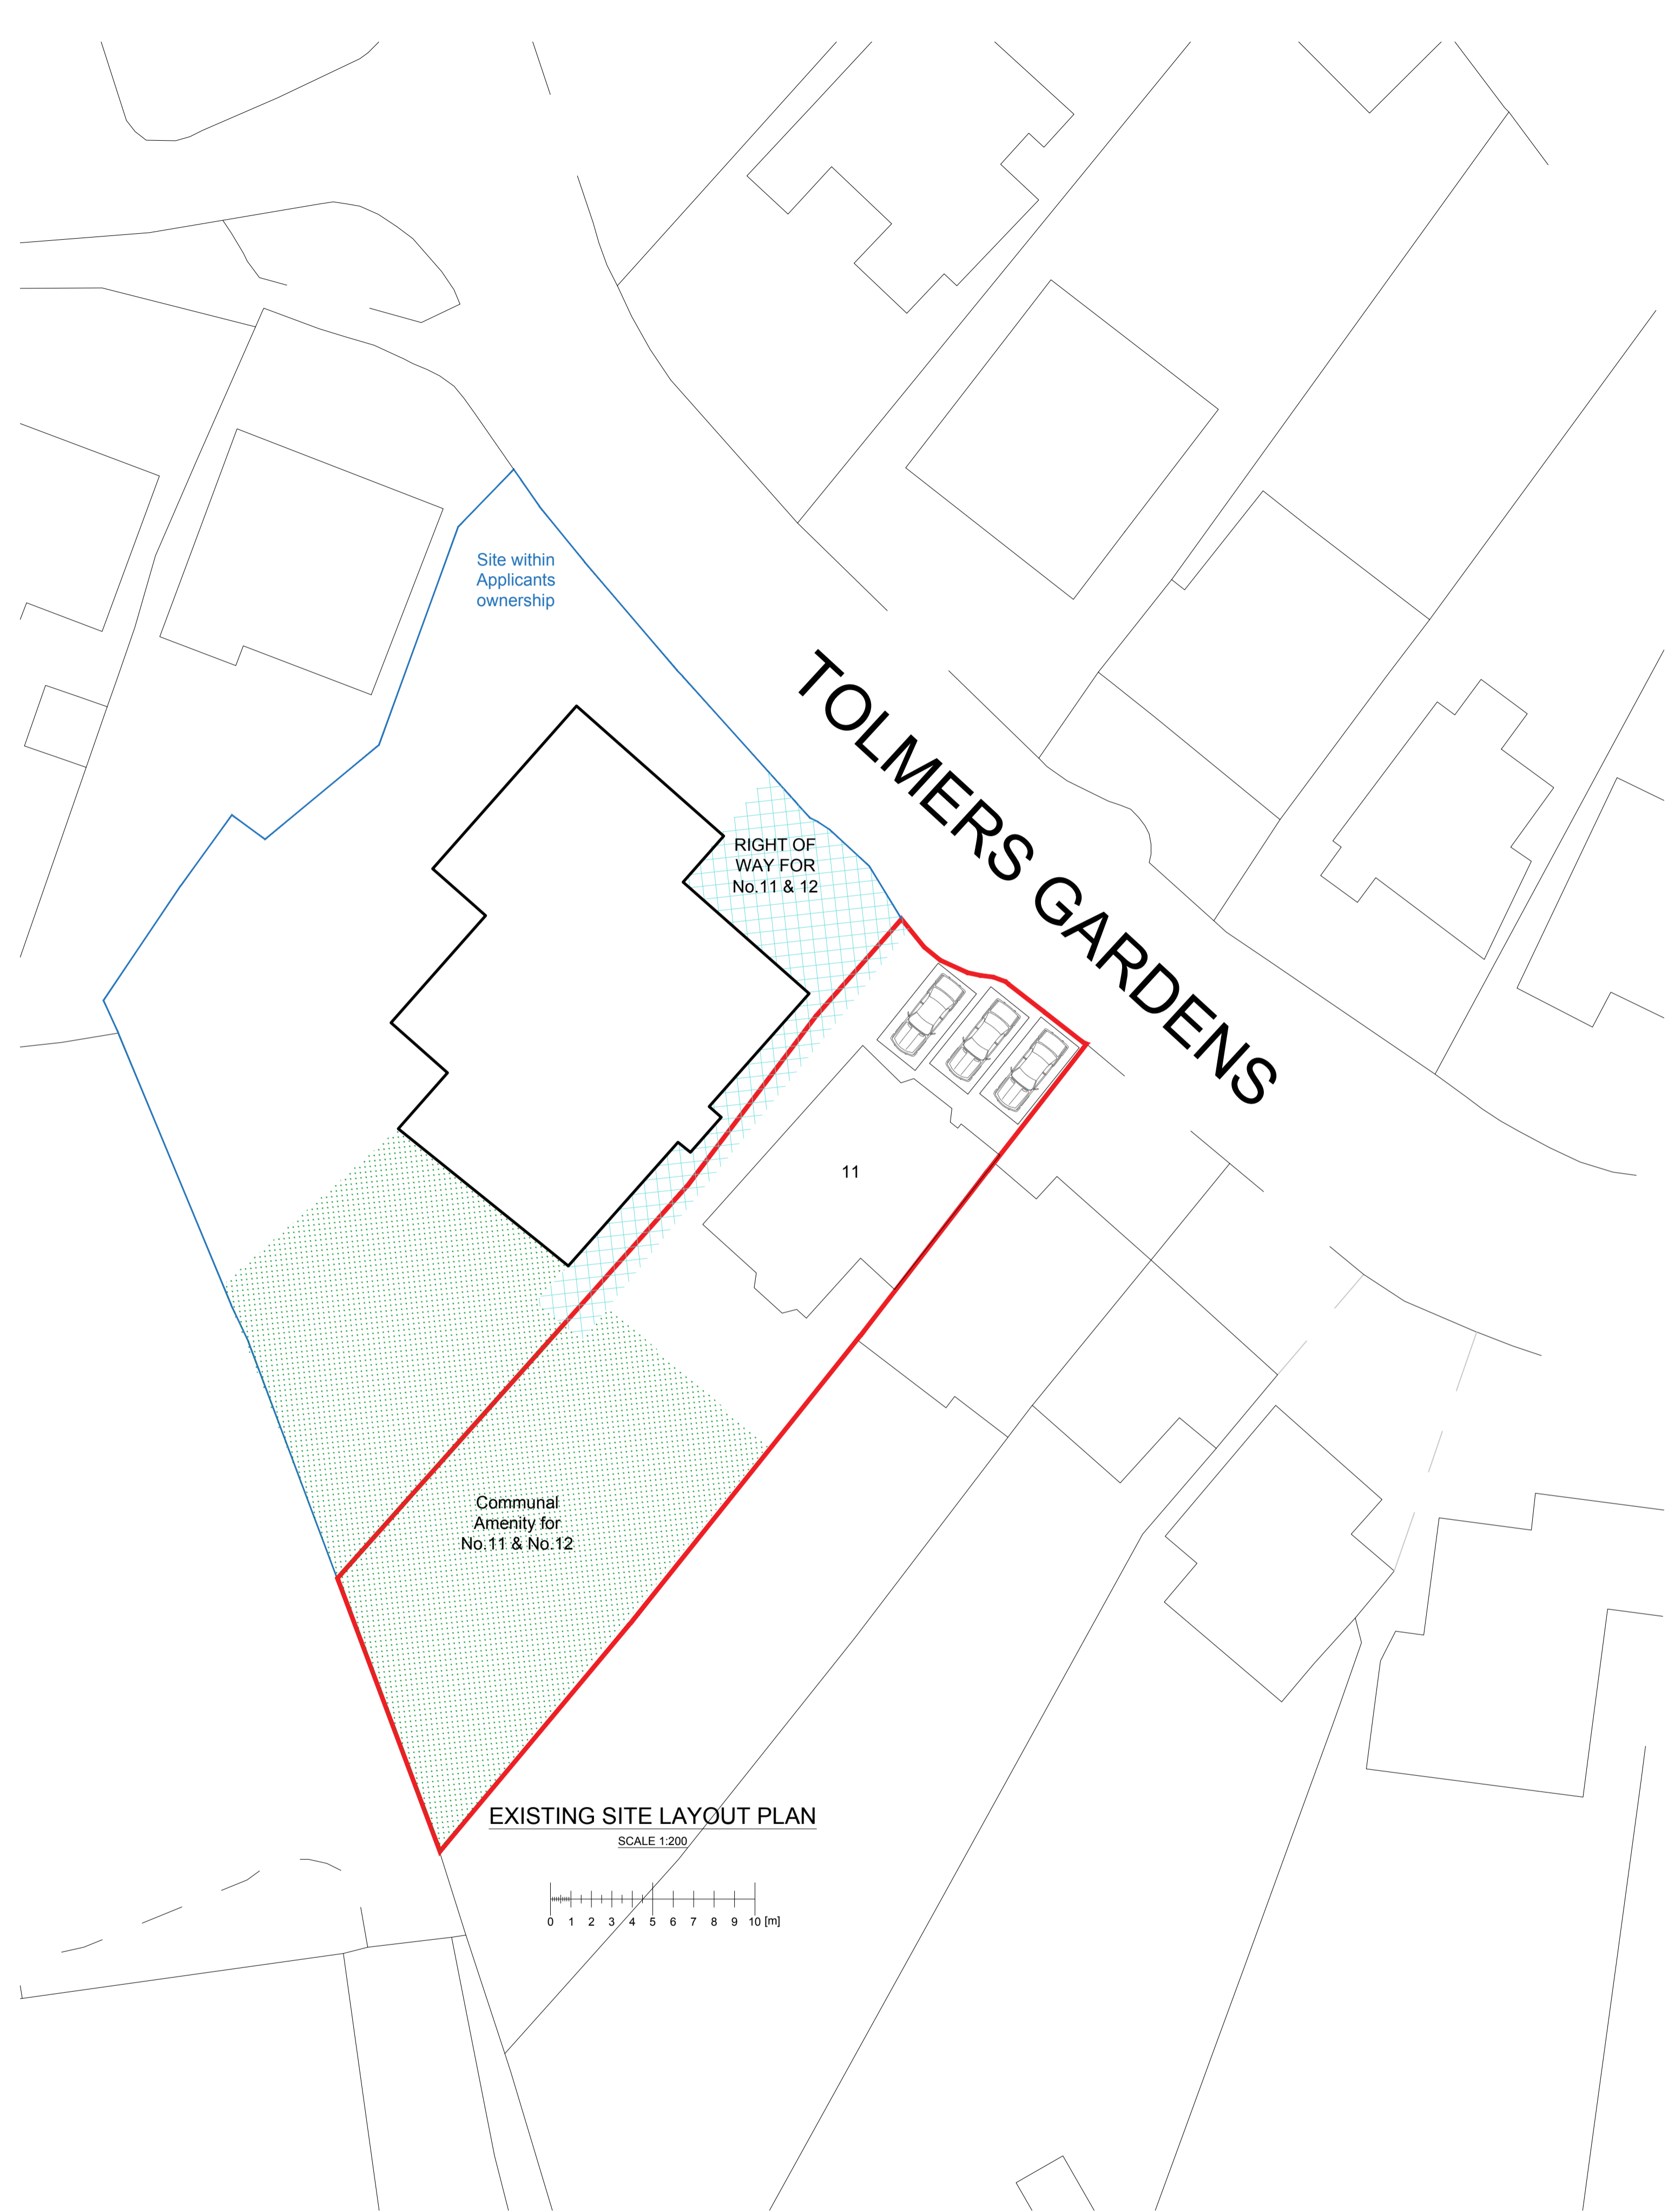 Site within
Applicants
ownership
TOLMERS GARDENS
RIGHT OF
WAY FOR
No.11 & 12
11
Communal
Amenity for
No.11 & No.12
EXISTING SITE LAYOUT PLAN
SCALE 1:200
0 1 2 3 4 5 6 7 8 9 10 [m]